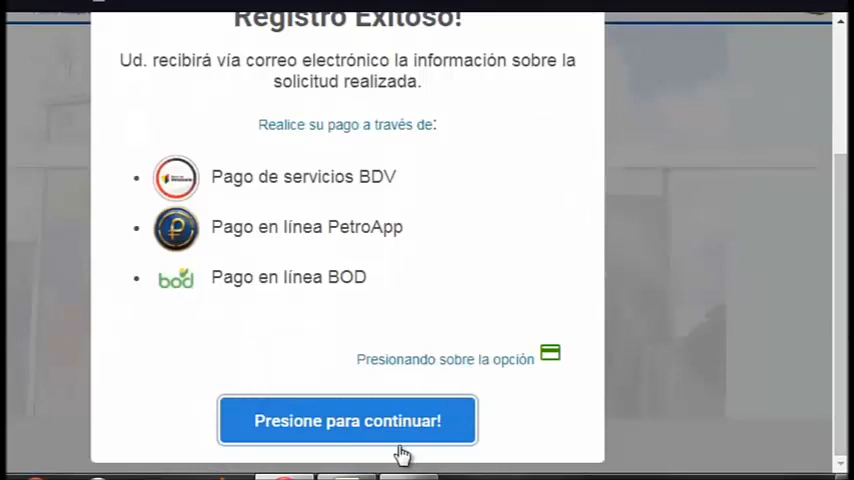 Registro Exitoso!
Ud. recibirá vía correo electrónico la información sobre la
solicitud realizada.
Realice su pago a través de:
Pago de servicios BDV
Pago en línea PetroApp
bod Pago en línea BOD
Presionando sobre la opción
Presione para continuar!